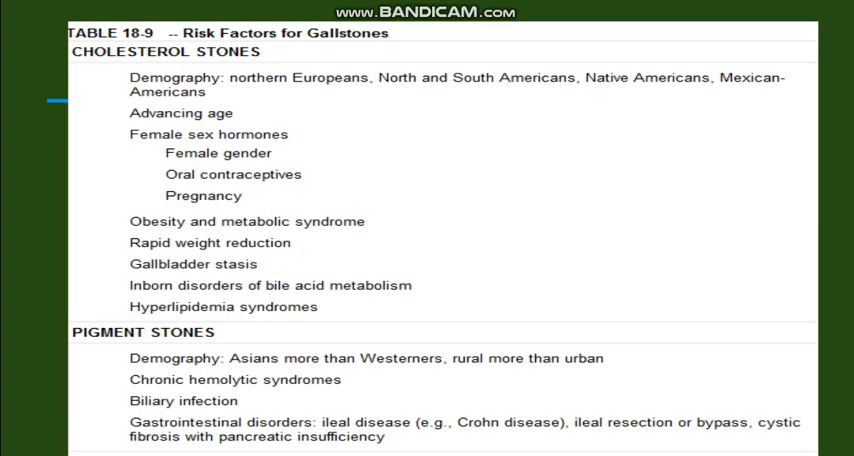 www.BANDICAM.com
TABLE 18-9 -- Risk Factors for Gallstones
CHOLESTEROL STONES
Demography: northern Europeans, North and South Americans, Native Americans, Mexican-
Americans
Advancing age
Female sex hormones
Female gender
Oral contraceptives
Pregnancy
Obesity and metabolic syndrome
Rapid weight reduction
Gallbladder stasis
Inborn disorders of bile acid metabolism
Hyperlipidemia syndromes
PIGMENT STONES
Demography: Asians more than Westerners, rural more than urban
Chronic hemolytic syndromes
Biliary infection
Gastrointestinal disorders: ileal disease (e.g., Crohn disease), ileal resection or bypass, cystic
fibrosis with pancreatic insufficiency